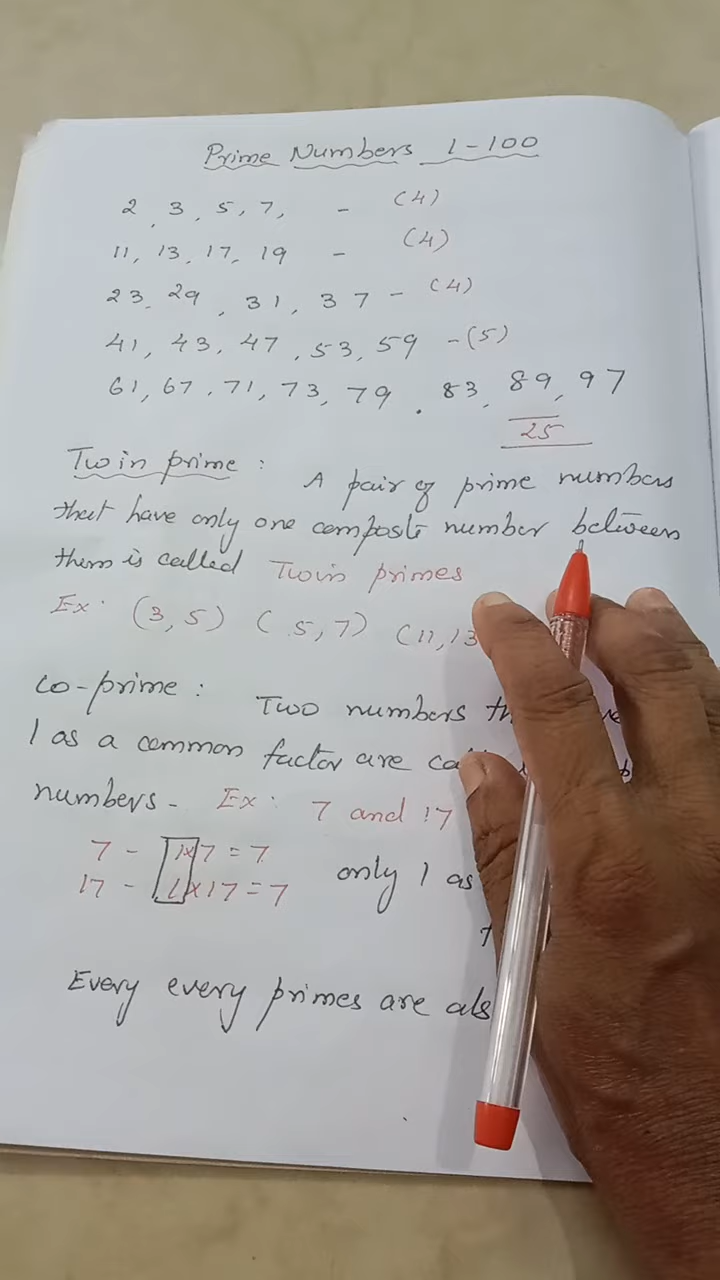 Prime Numbers 1-100
2, 3, 5, 7, - (4)
11, 13, 17, 19 - (4)
23, 29, 31, 37 - (4)
41, 43, 47, 53, 59 - (5)
61, 67, 71, 73, 79, 83, 89, 97
25
Twin prime : A pair of prime numbers
that have only one composite number between
them is called Twin primes
Ex: (3, 5) (5, 7) (11, 13
Co-prime : Two numbers
1 as a common factor are
numbers - Ex: 7 and 17
7 - 1x7 = 7
17 - 1x17 = 7 only 1 as
Every every primes are